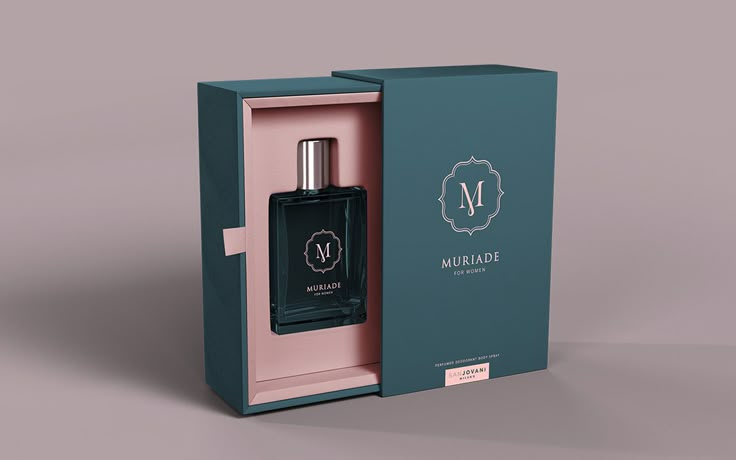 M
MURIADE
FOR WOMEN
M
MURIADE
FOR WOMEN
PERFUMED DEODORANT BODY SPRAY
SANJOVANI
MILANO